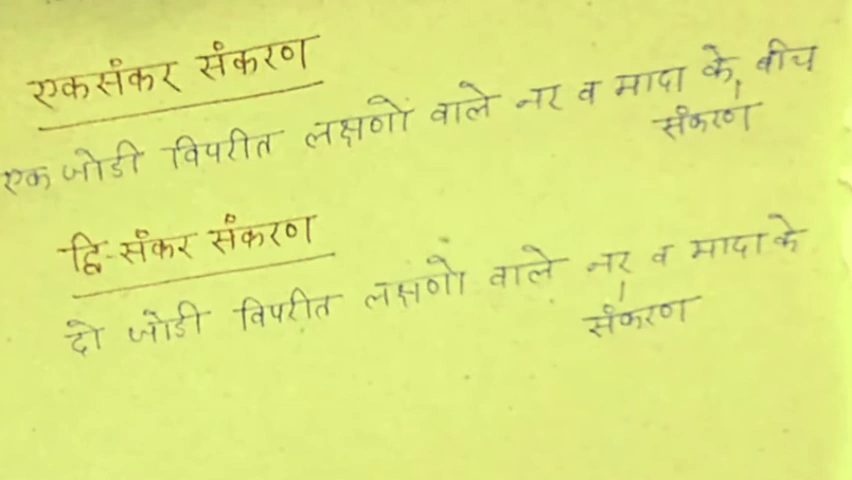 एकसंकर संकरण
एक जोडी विपरीत लक्षणों वाले नर व मादा के बीच
संकरण
द्वि-संकर संकरण
दो जोडी विपरीत लक्षणो वाले नर व मादा के
संकरण